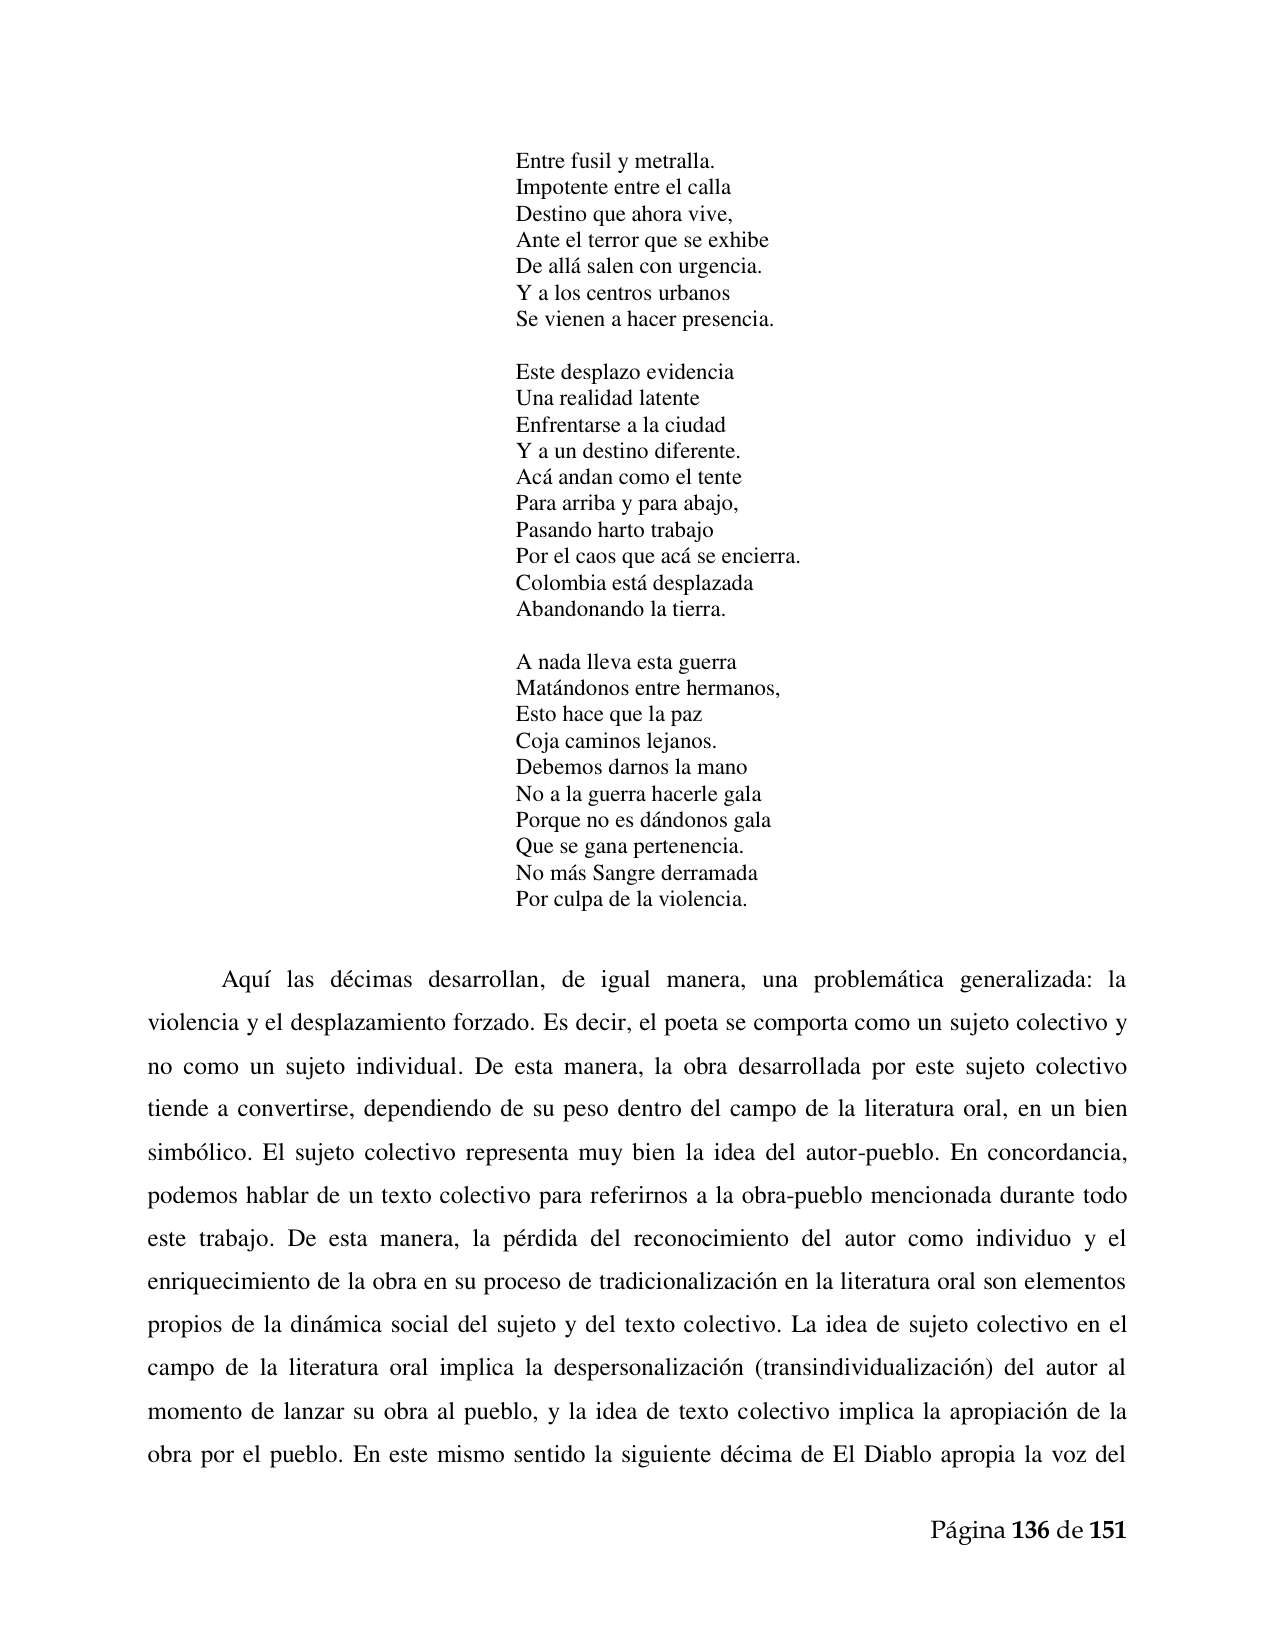 Entre fusil y metralla.
Impotente entre el calla
Destino que ahora vive,
Ante el terror que se exhibe
De allá salen con urgencia.
Y a los centros urbanos
Se vienen a hacer presencia.
Este desplazo evidencia
Una realidad latente
Enfrentarse a la ciudad
Y a un destino diferente.
Acá andan como el tente
Para arriba y para abajo,
Pasando harto trabajo
Por el caos que acá se encierra.
Colombia está desplazada
Abandonando la tierra.
A nada lleva esta guerra
Matándonos entre hermanos,
Esto hace que la paz
Coja caminos lejanos.
Debemos darnos la mano
No a la guerra hacerle gala
Porque no es dándonos gala
Que se gana pertenencia.
No más Sangre derramada
Por culpa de la violencia.
Aquí las décimas desarrollan, de igual manera, una problemática generalizada: la
violencia y el desplazamiento forzado. Es decir, el poeta se comporta como un sujeto colectivo y
no como un sujeto individual. De esta manera, la obra desarrollada por este sujeto colectivo
tiende a convertirse, dependiendo de su peso dentro del campo de la literatura oral, en un bien
simbólico. El sujeto colectivo representa muy bien la idea del autor-pueblo. En concordancia,
podemos hablar de un texto colectivo para referirnos a la obra-pueblo mencionada durante todo
este trabajo. De esta manera, la pérdida del reconocimiento del autor como individuo y el
enriquecimiento de la obra en su proceso de tradicionalización en la literatura oral son elementos
propios de la dinámica social del sujeto y del texto colectivo. La idea de sujeto colectivo en el
campo de la literatura oral implica la despersonalización (transindividualización) del autor al
momento de lanzar su obra al pueblo, y la idea de texto colectivo implica la apropiación de la
obra por el pueblo. En este mismo sentido la siguiente décima de El Diablo apropia la voz del
Página 136 de 151